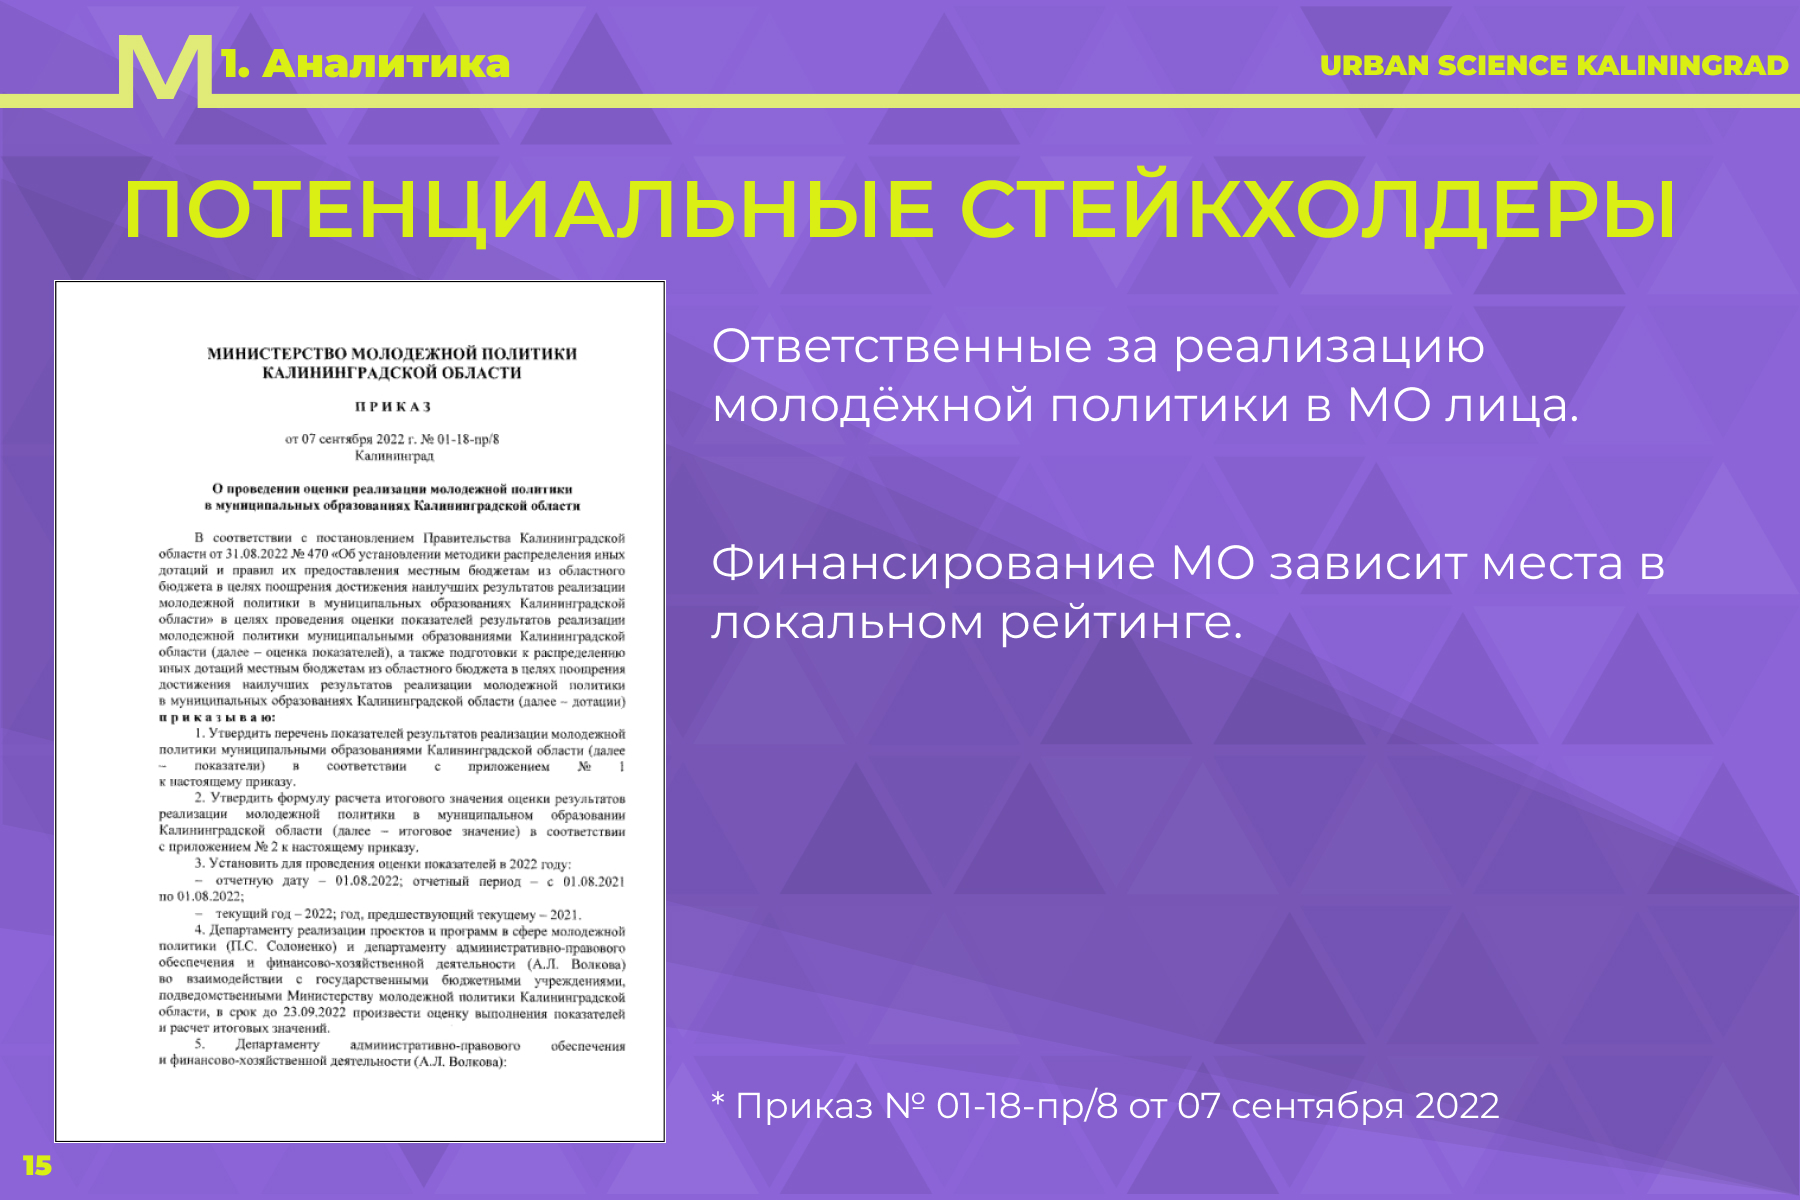 М
1. Аналитика
URBAN SCIENCE KALININGRAD
ПОТЕНЦИАЛЬНЫЕ СТЕЙКХОЛДЕРЫ
МИНИСТЕРСТВО МОЛОДЕЖНОЙ ПОЛИТИКИ
КАЛИНИНГРАДСКОЙ ОБЛАСТИ
П Р И К А З
от 07 сентября 2022 г. № 01-18-пр/8
Калининград
О проведении оценки реализации молодежной политики
в муниципальных образованиях Калининградской области
В соответствии с постановлением Правительства Калининградской
области от 31.08.2022 № 470 «Об установлении методики распределения иных
дотаций и правил их предоставления местным бюджетам из областного
бюджета в целях поощрения достижения наилучших результатов реализации
молодежной политики в муниципальных образованиях Калининградской
области» в целях проведения оценки показателей результатов реализации
молодежной политики муниципальными образованиями Калининградской
области (далее – оценка показателей), а также подготовки к распределению
иных дотаций местным бюджетам из областного бюджета в целях поощрения
достижения наилучших результатов реализации молодежной политики
в муниципальных образованиях Калининградской области (далее – дотации)
п р и к а з ы в а ю:
1. Утвердить перечень показателей результатов реализации молодежной
политики муниципальными образованиями Калининградской области (далее
– показатели) в соответствии с приложением № 1
к настоящему приказу.
2. Утвердить формулу расчета итогового значения оценки результатов
реализации молодежной политики в муниципальном образовании
Калининградской области (далее – итоговое значение) в соответствии
с приложением № 2 к настоящему приказу.
3. Установить для проведения оценки показателей в 2022 году:
– отчетную дату – 01.08.2022; отчетный период – с 01.08.2021
по 01.08.2022;
– текущий год – 2022; год, предшествующий текущему – 2021.
4. Департаменту реализации проектов и программ в сфере молодежной
политики (П.С. Солоненко) и департаменту административно-правового
обеспечения и финансово-хозяйственной деятельности (А.Л. Волкова)
во взаимодействии с государственными бюджетными учреждениями,
подведомственными Министерству молодежной политики Калининградской
области, в срок до 23.09.2022 произвести оценку выполнения показателей
и расчет итоговых значений.
5. Департаменту административно-правового обеспечения
и финансово-хозяйственной деятельности (А.Л. Волкова):
Ответственные за реализацию
молодёжной политики в МО лица.
Финансирование МО зависит места в
локальном рейтинге.
* Приказ № 01-18-пр/8 от 07 сентября 2022
15